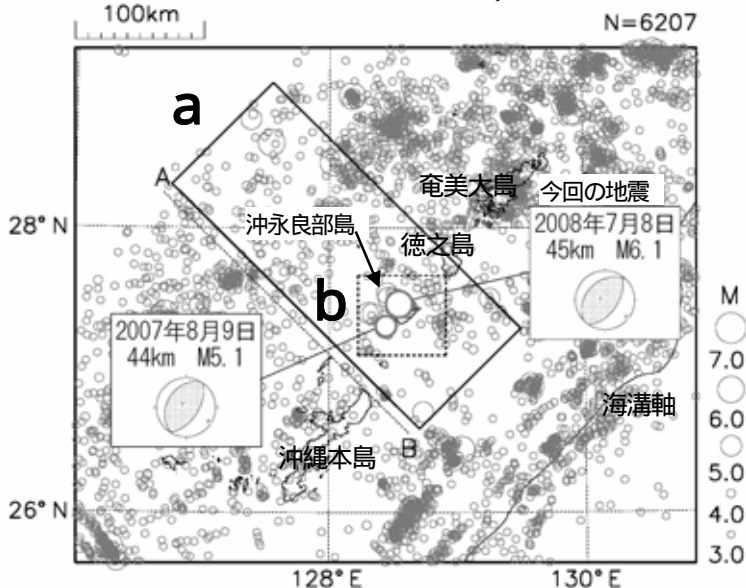 100km
N=6207
a
A
奄美大島
今回の地震
28°N
沖永良部島
徳之島
2008年7月8日
45km M6.1
b
2007年8月9日
44km M5.1
M
7.0
6.0
5.0
4.0
3.0
海溝軸
B
沖縄本島
26°N
128°E
130°E